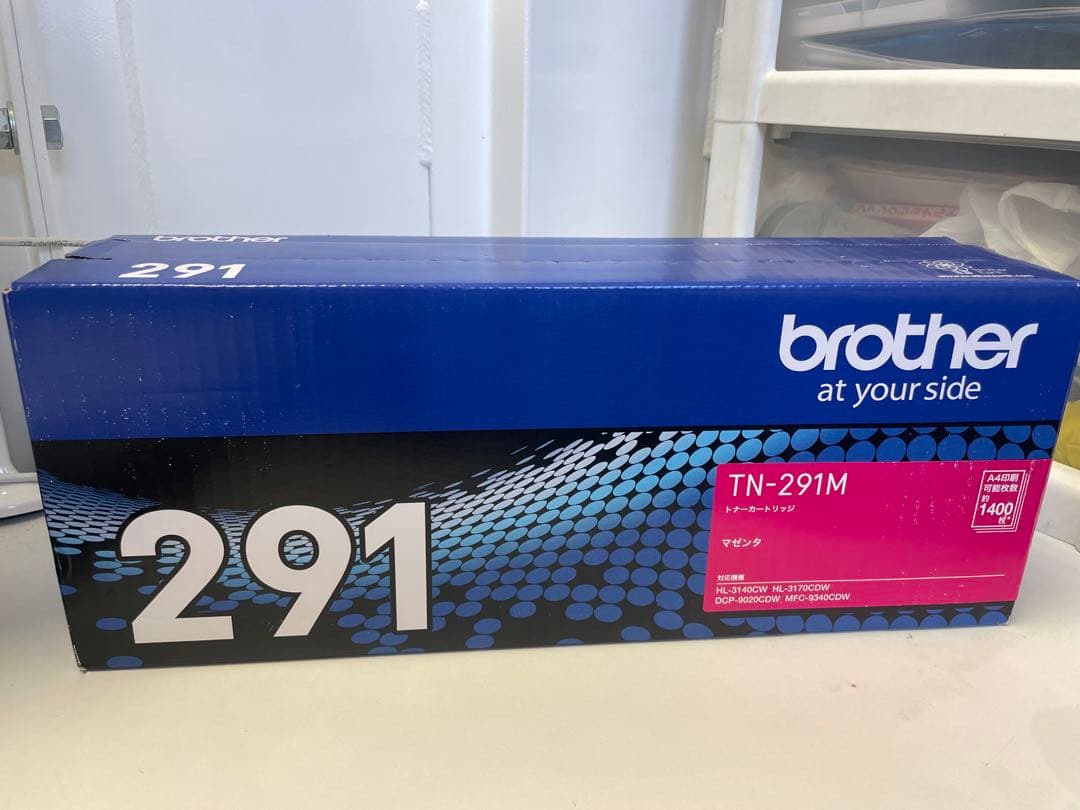 brother
291
brother
at your side
TN-291M
トナーカートリッジ
マゼンタ
A4印刷
可能枚数
約
1400
枚*
対応機種
HL-3140CW HL-3170CDW
DCP-9020CDW MFC-9340CDW
291